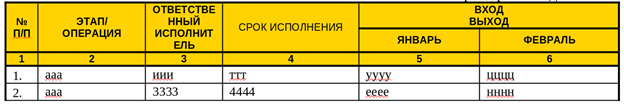 № П/П
ЭТАП/ ОПЕРАЦИЯ
ОТВЕТСТВЕ
ННЫЙ
ИСПОЛНИТ
ЕЛЬ
СРОК ИСПОЛНЕНИЯ
ВХОД
ВЫХОД
ЯНВАРЬ
ФЕВРАЛЬ
1 2 3 4 5 6
1. ааа иии ттт уууу цццц
2. ааа 3333 4444 ееее нннн